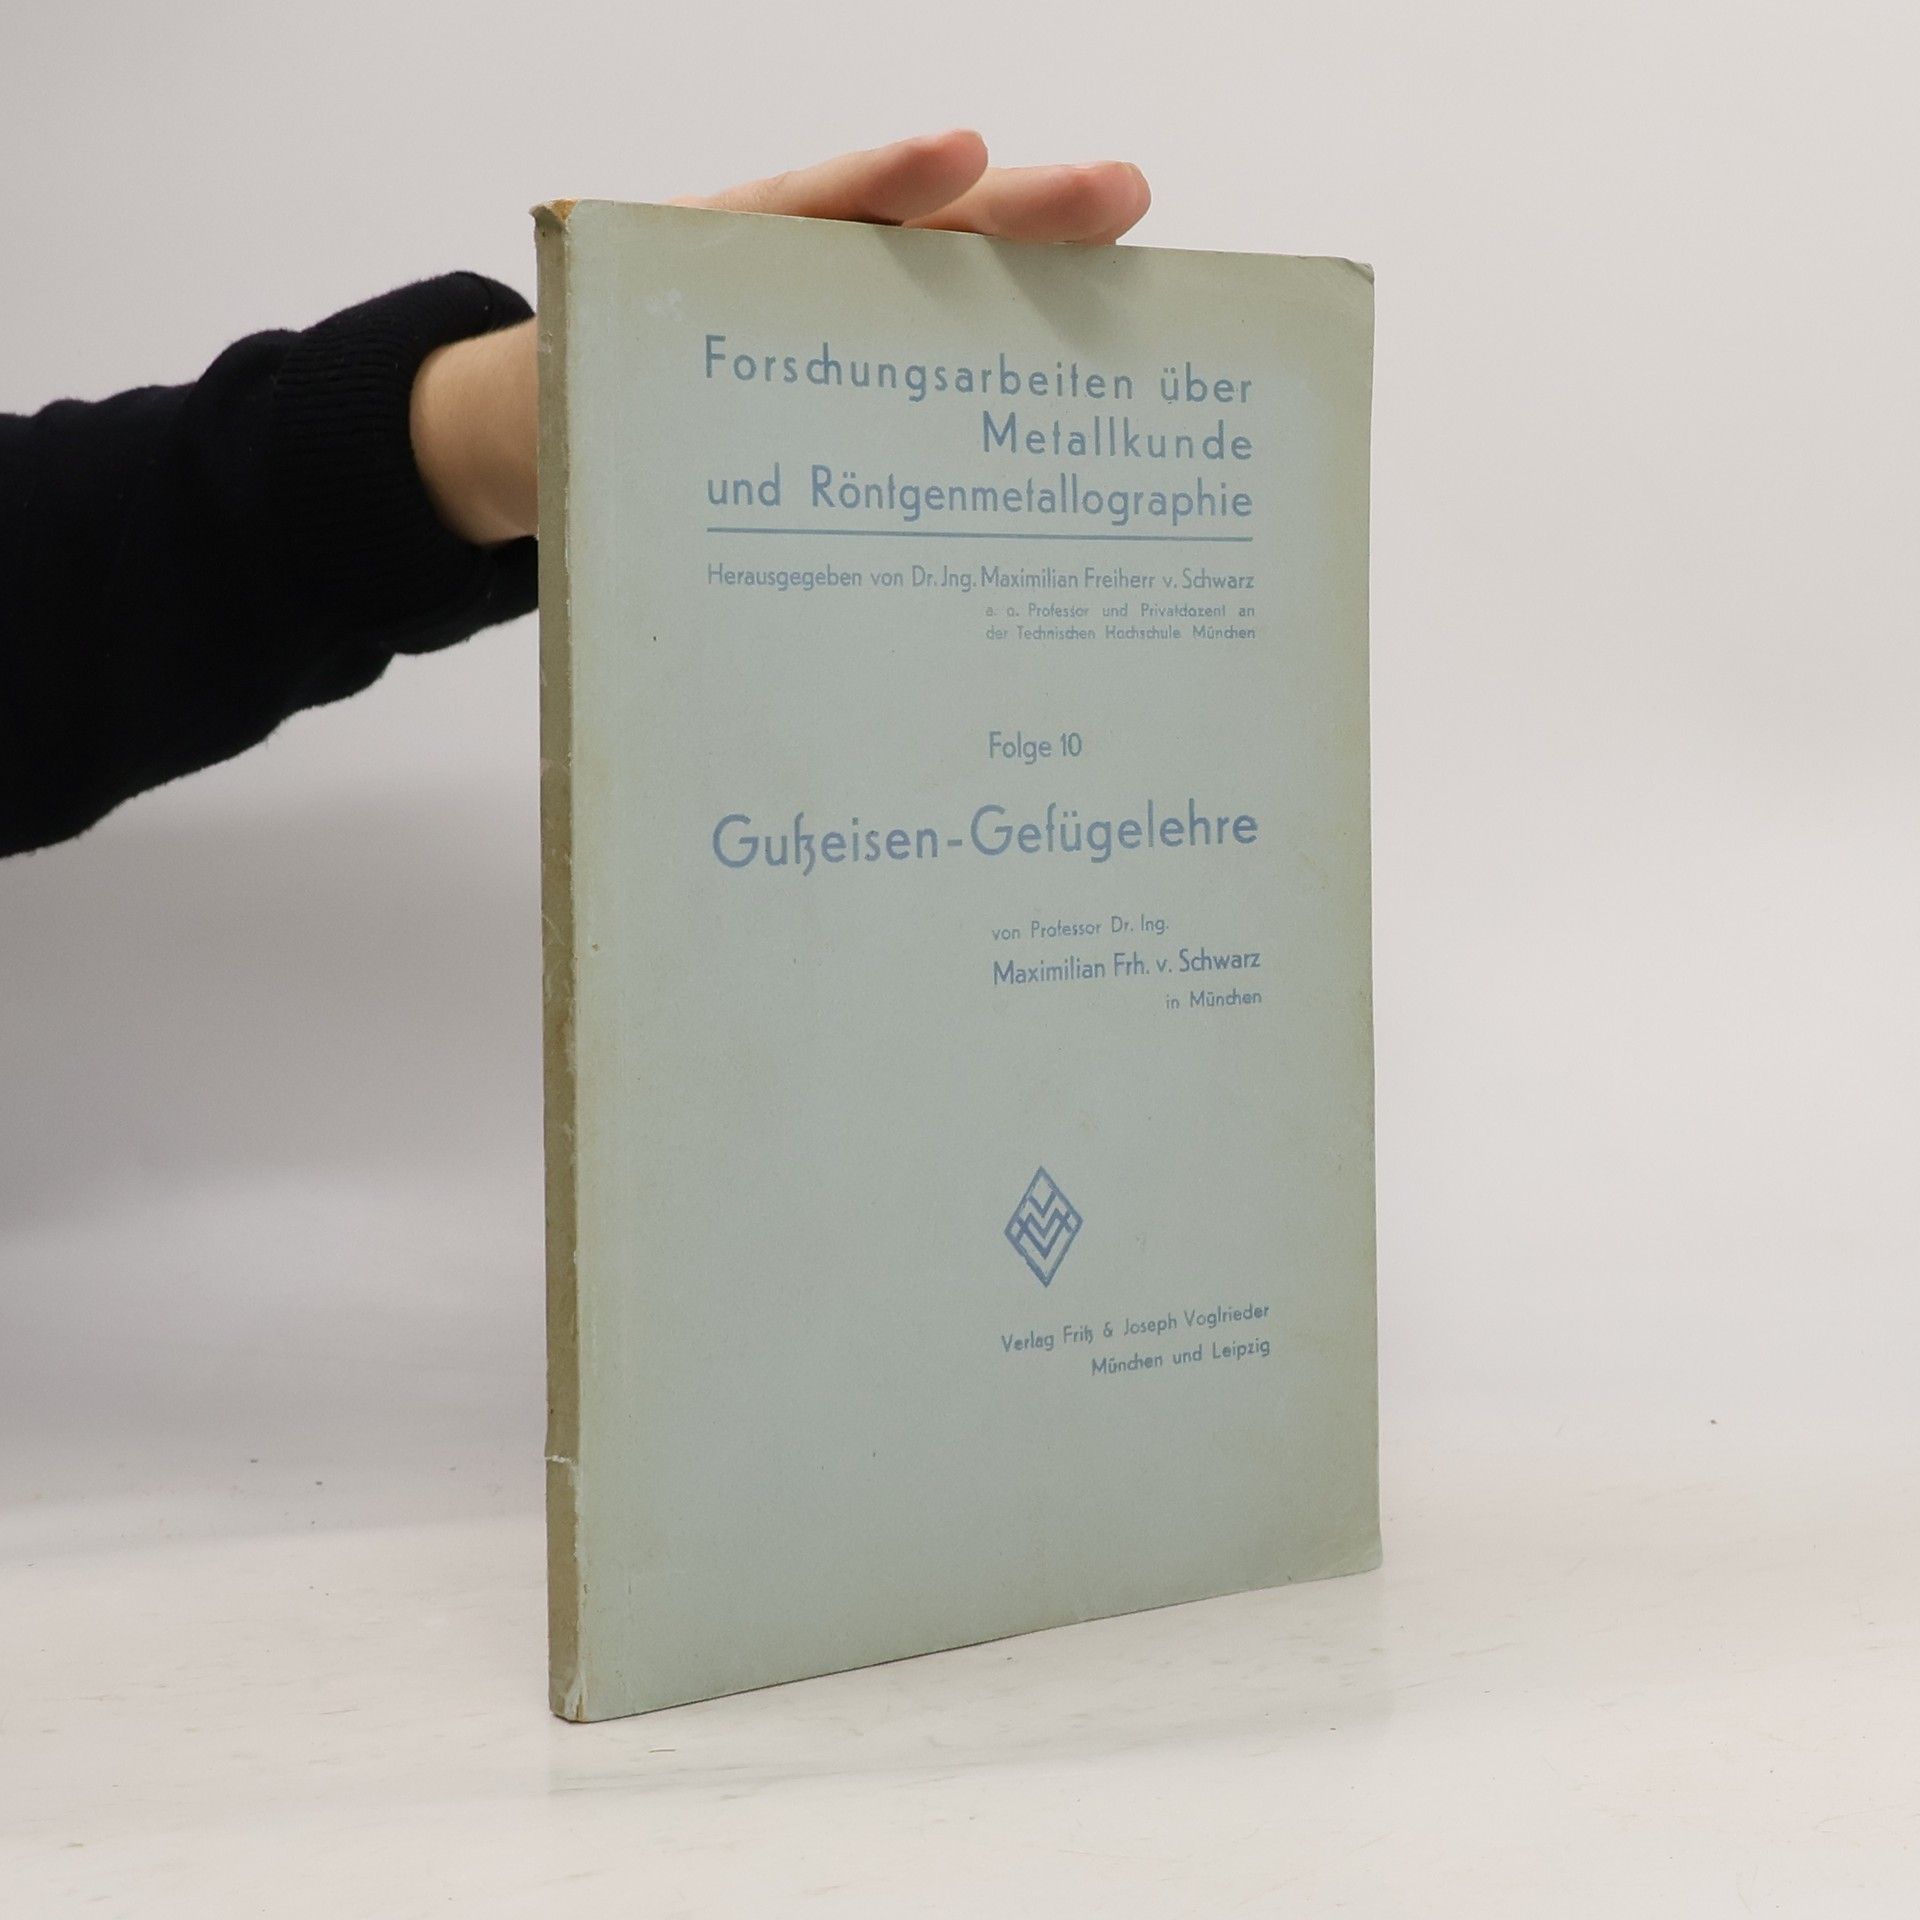 Forschungsarbeiten über
Metallkunde
und Röntgenmetallographie
Herausgegeben von Dr. Jng. Maximilian Freiherr v. Schwarz
a. o. Professor und Privatdozent an
der Technischen Hochschule München
Folge 10
Gußeisen-Gefügelehre
von Professor Dr. Ing.
Maximilian Frh. v. Schwarz
in München
Verlag Fritz & Joseph Voglrieder
München und Leipzig